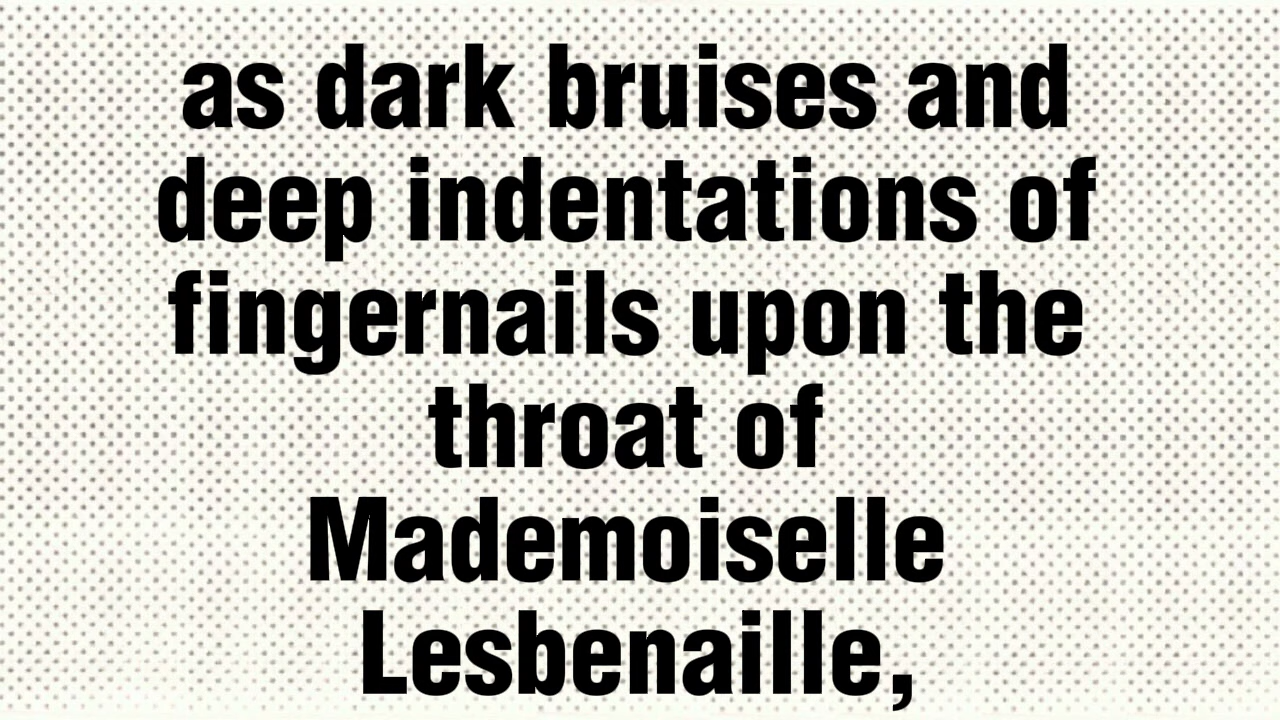 as dark bruises and
deep indentations of
fingernails upon the
throat of
Mademoiselle
Lesbenaille,